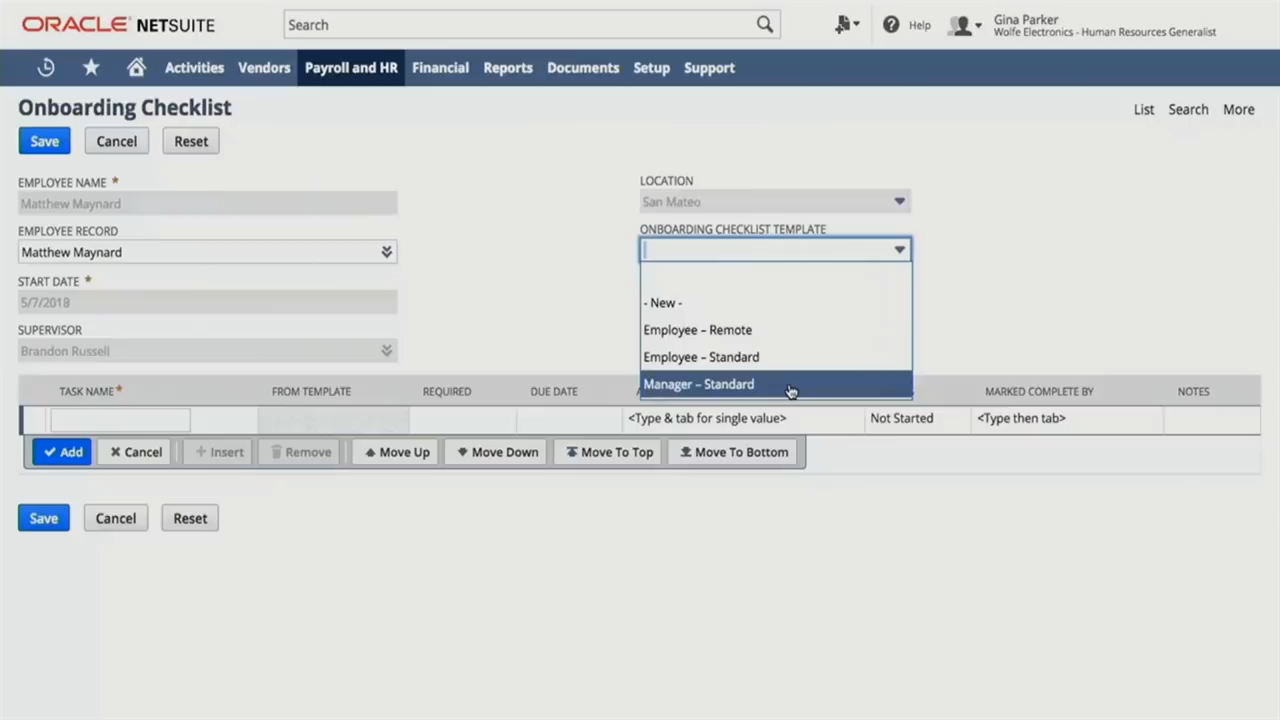 ORACLE NETSUITE
Search
Help
Gina Parker
Wolfe Electronics - Human Resources Generalist
Activities Vendors Payroll and HR Financial Reports Documents Setup Support
Onboarding Checklist
List Search More
Save Cancel Reset
EMPLOYEE NAME *
Matthew Maynard
EMPLOYEE RECORD
Matthew Maynard
START DATE *
5/7/2018
SUPERVISOR
Brandon Russell
LOCATION
San Mateo
ONBOARDING CHECKLIST TEMPLATE
- New -
Employee – Remote
Employee – Standard
Manager – Standard
TASK NAME* FROM TEMPLATE REQUIRED DUE DATE MARKED COMPLETE BY NOTES
<Type & tab for single value> Not Started <Type then tab>
Add Cancel Insert Remove Move Up Move Down Move To Top Move To Bottom
Save Cancel Reset